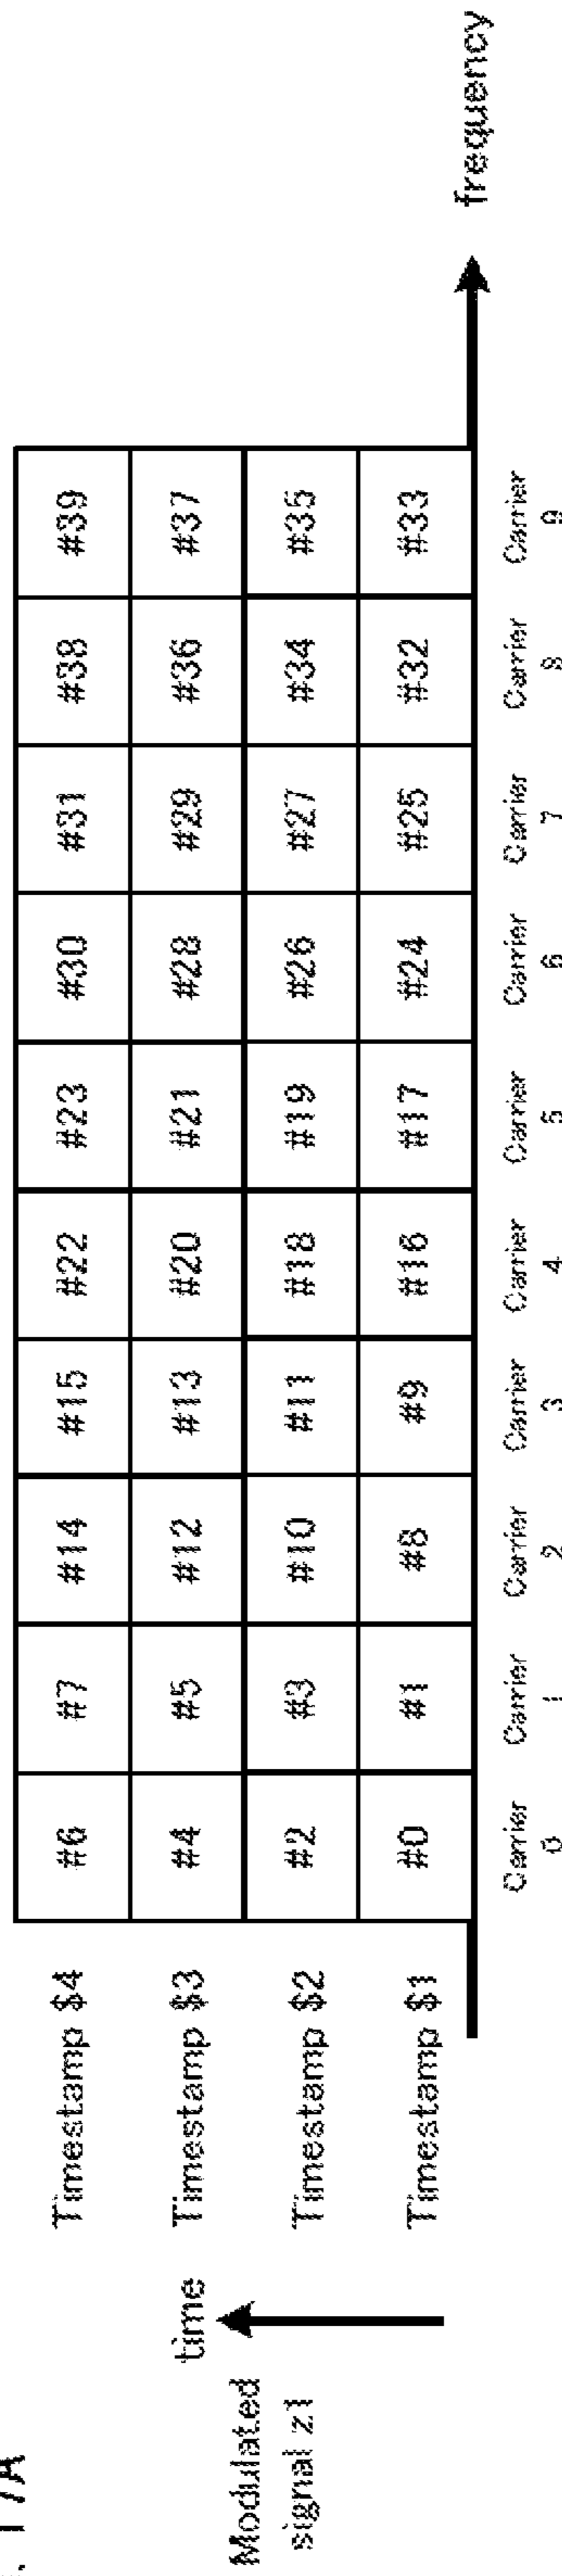 . 17A
Modulated
signal z1
time
Timestamp $4 #6 #7 #14 #15 #22 #23 #30 #31 #38 #39
Timestamp $3 #4 #5 #12 #13 #20 #21 #28 #29 #36 #37
Timestamp $2 #2 #3 #10 #11 #18 #19 #26 #27 #34 #35
Timestamp $1 #0 #1 #8 #9 #16 #17 #24 #25 #32 #33
Carrier Carrier Carrier Carrier Carrier Carrier Carrier Carrier Carrier Carrier
0 1 2 3 4 5 6 7 8 9
frequency